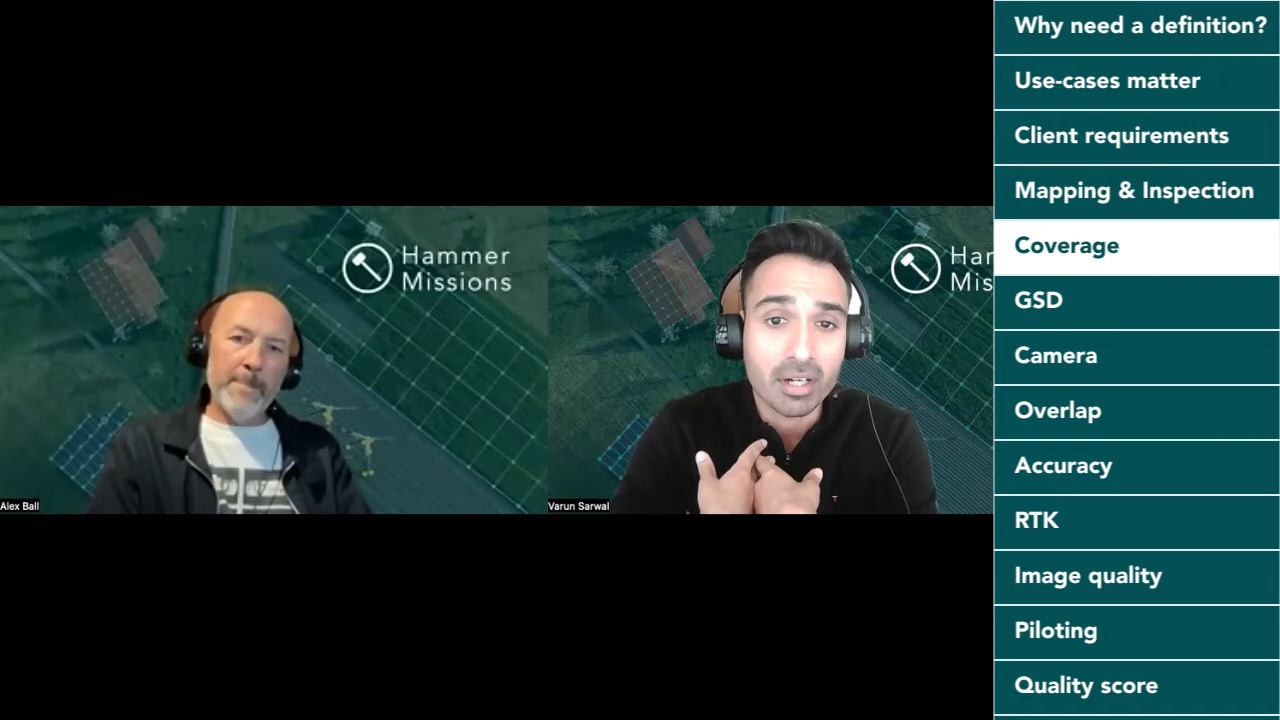 Hammer
Missions
Alex Ball
Ham
Mis
Varun Sarwal
Why need a definition?
Use-cases matter
Client requirements
Mapping & Inspection
Coverage
GSD
Camera
Overlap
Accuracy
RTK
Image quality
Piloting
Quality score